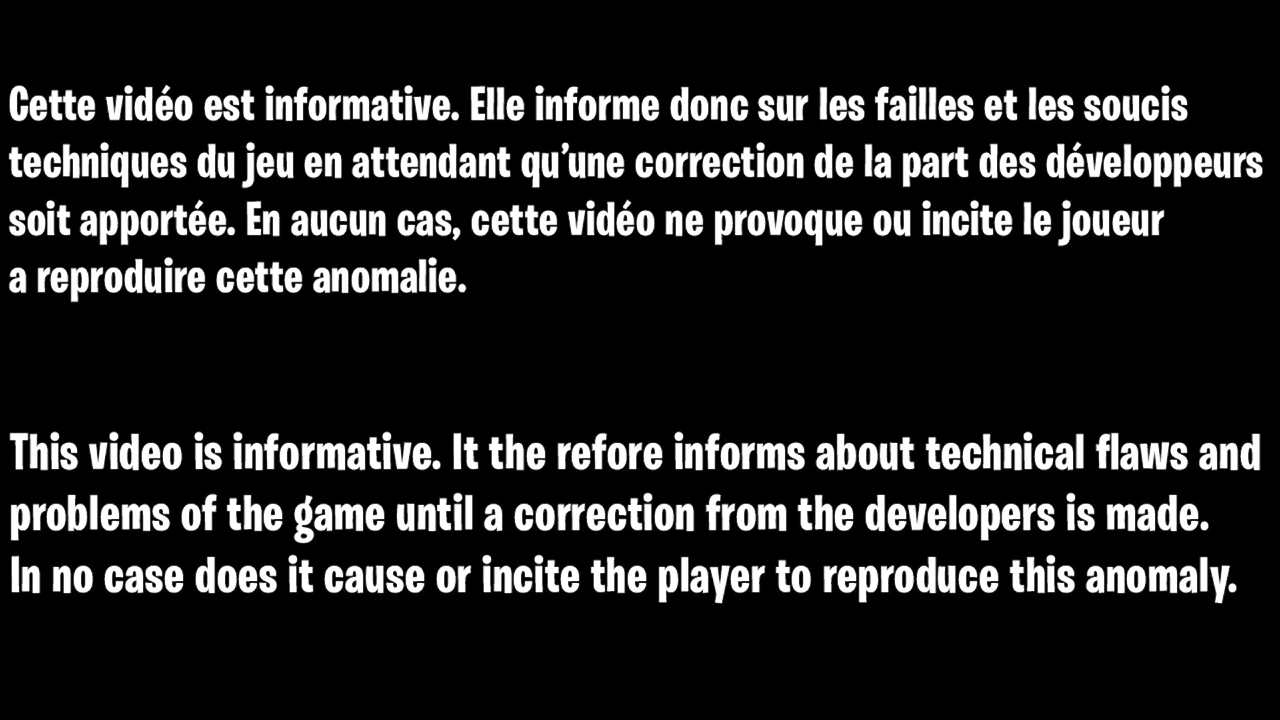 Cette vidéo est informative. Elle informe donc sur les failles et les soucis
techniques du jeu en attendant qu’une correction de la part des développeurs
soit apportée. En aucun cas, cette vidéo ne provoque ou incite le joueur
a reproduire cette anomalie.
This video is informative. It the refore informs about technical flaws and
problems of the game until a correction from the developers is made.
In no case does it cause or incite the player to reproduce this anomaly.